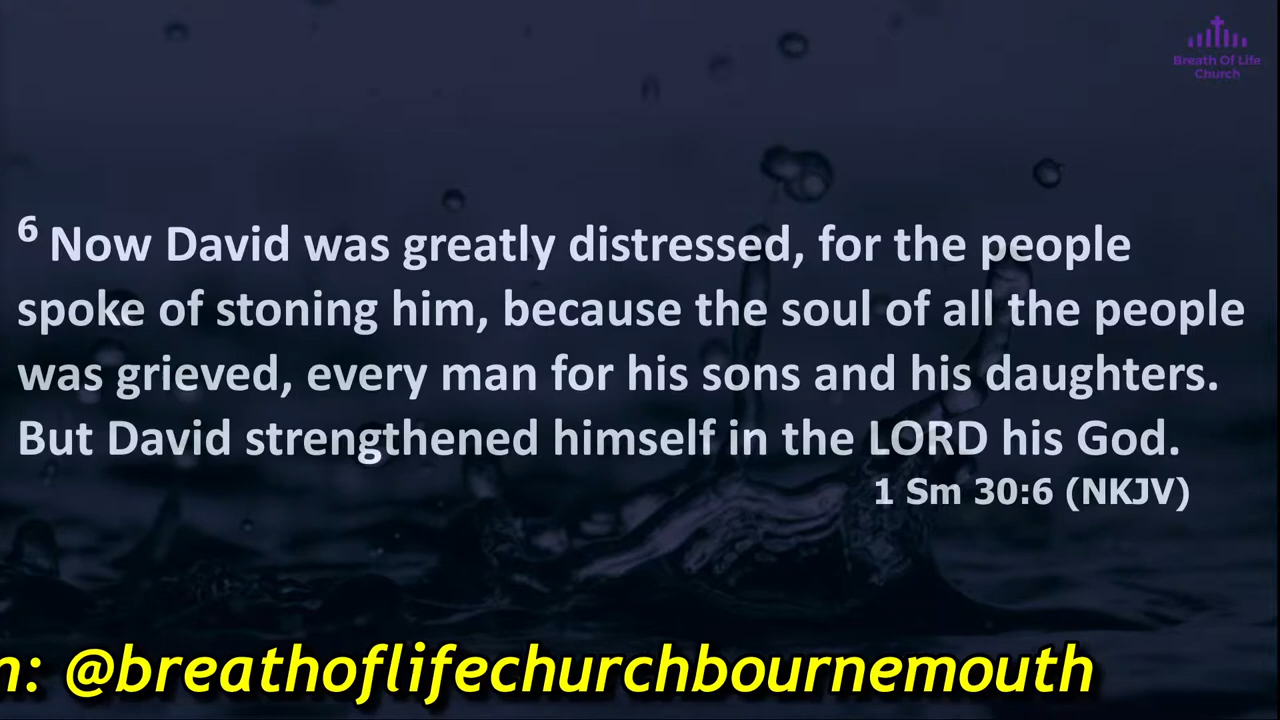 Breath Of Life
Church
6 Now David was greatly distressed, for the people
spoke of stoning him, because the soul of all the people
was grieved, every man for his sons and his daughters.
But David strengthened himself in the LORD his God.
1 Sm 30:6 (NKJV)
n: @breathoflifechurchbournemouth